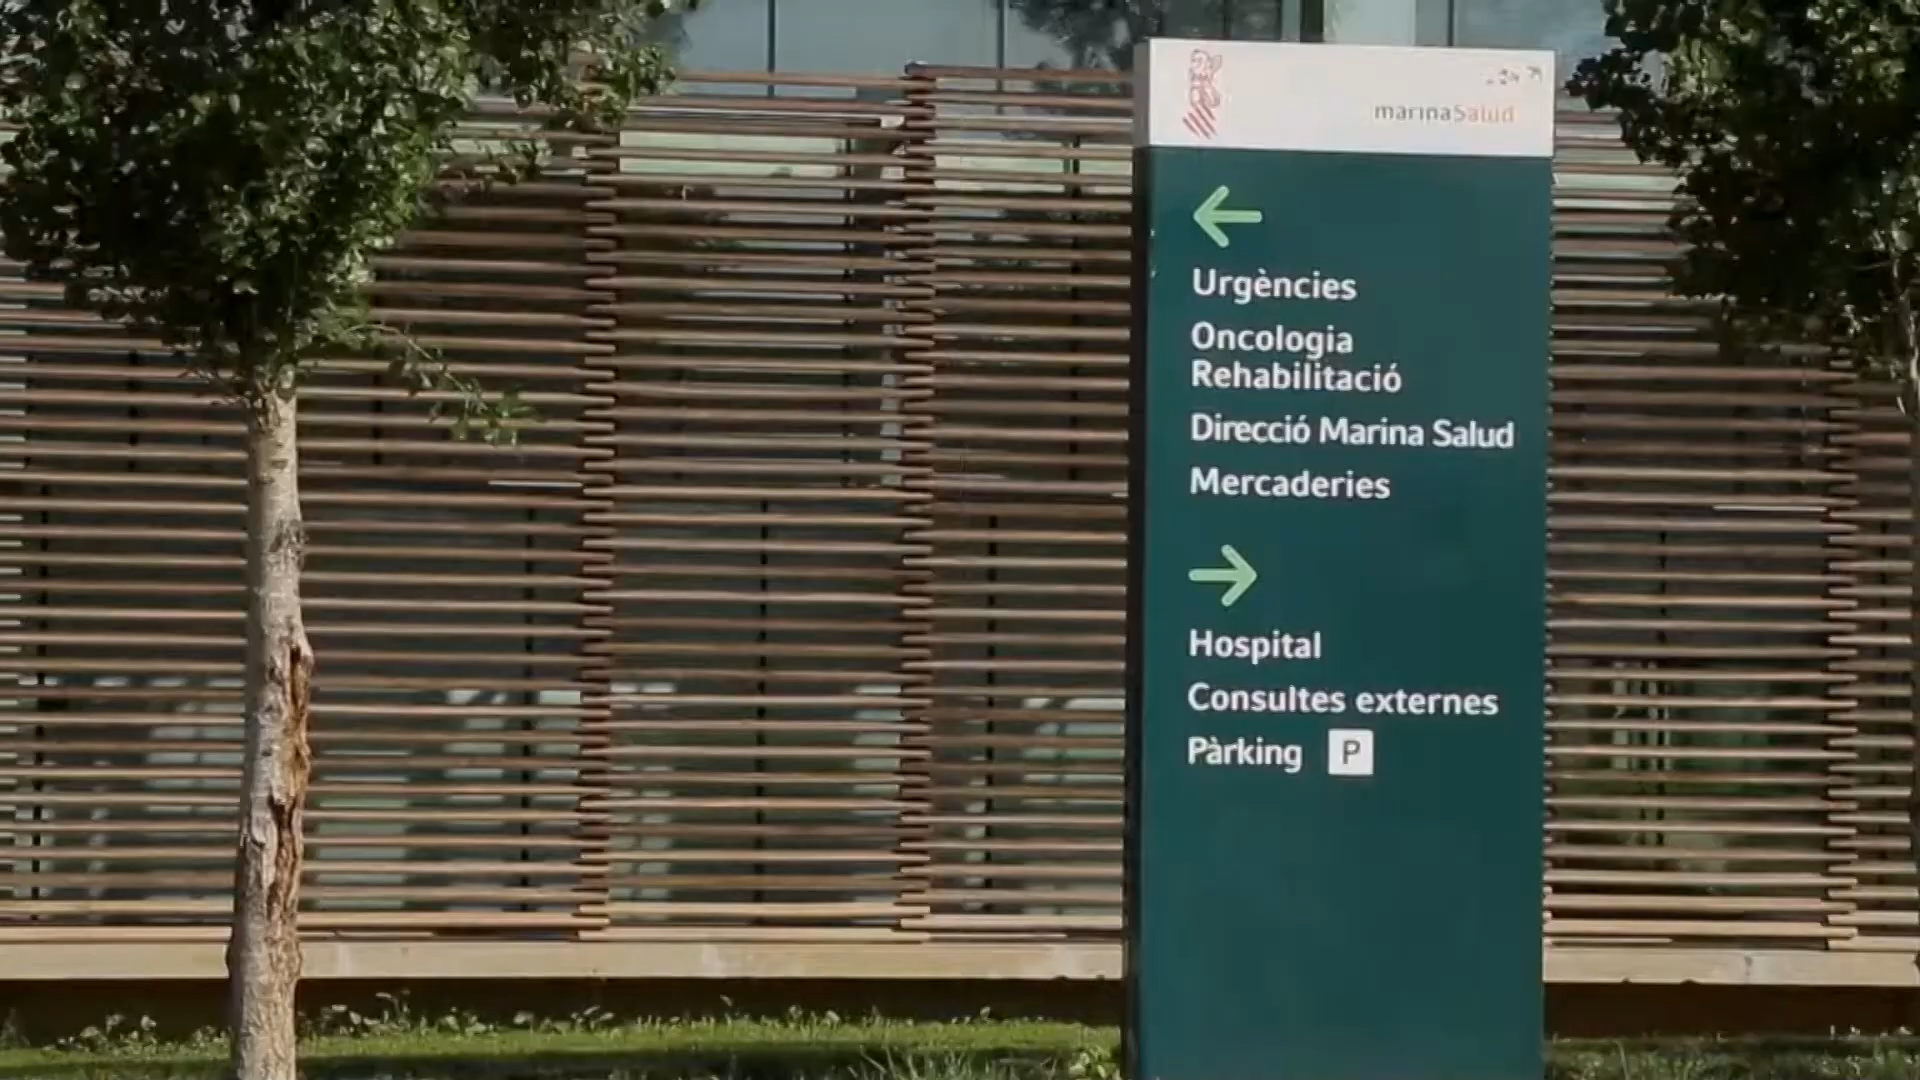 marinaSalud
Urgències
Oncologia
Rehabilitació
Direcció Marina Salud
Mercaderies
Hospital
Consultes externes
Pàrking P